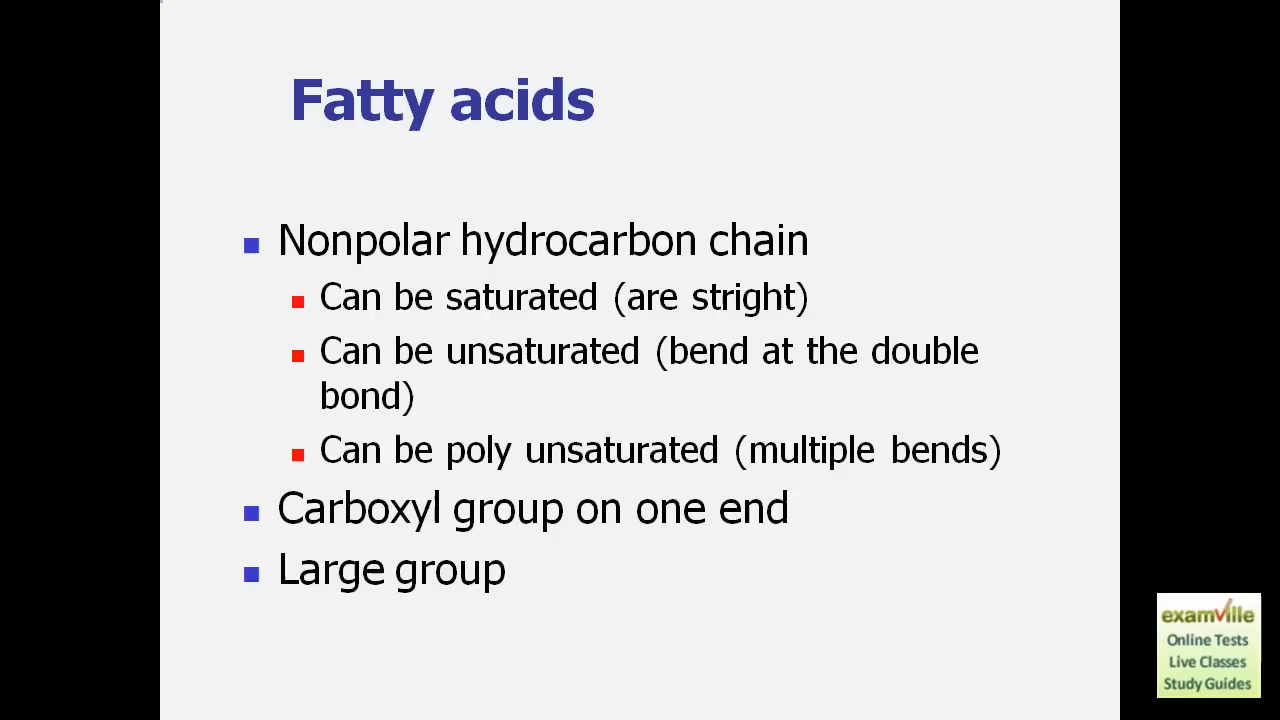 Fatty acids
Nonpolar hydrocarbon chain
Can be saturated (are stright)
Can be unsaturated (bend at the double
bond)
Can be poly unsaturated (multiple bends)
Carboxyl group on one end
Large group
examville
Online Tests
Live Classes
Study Guides